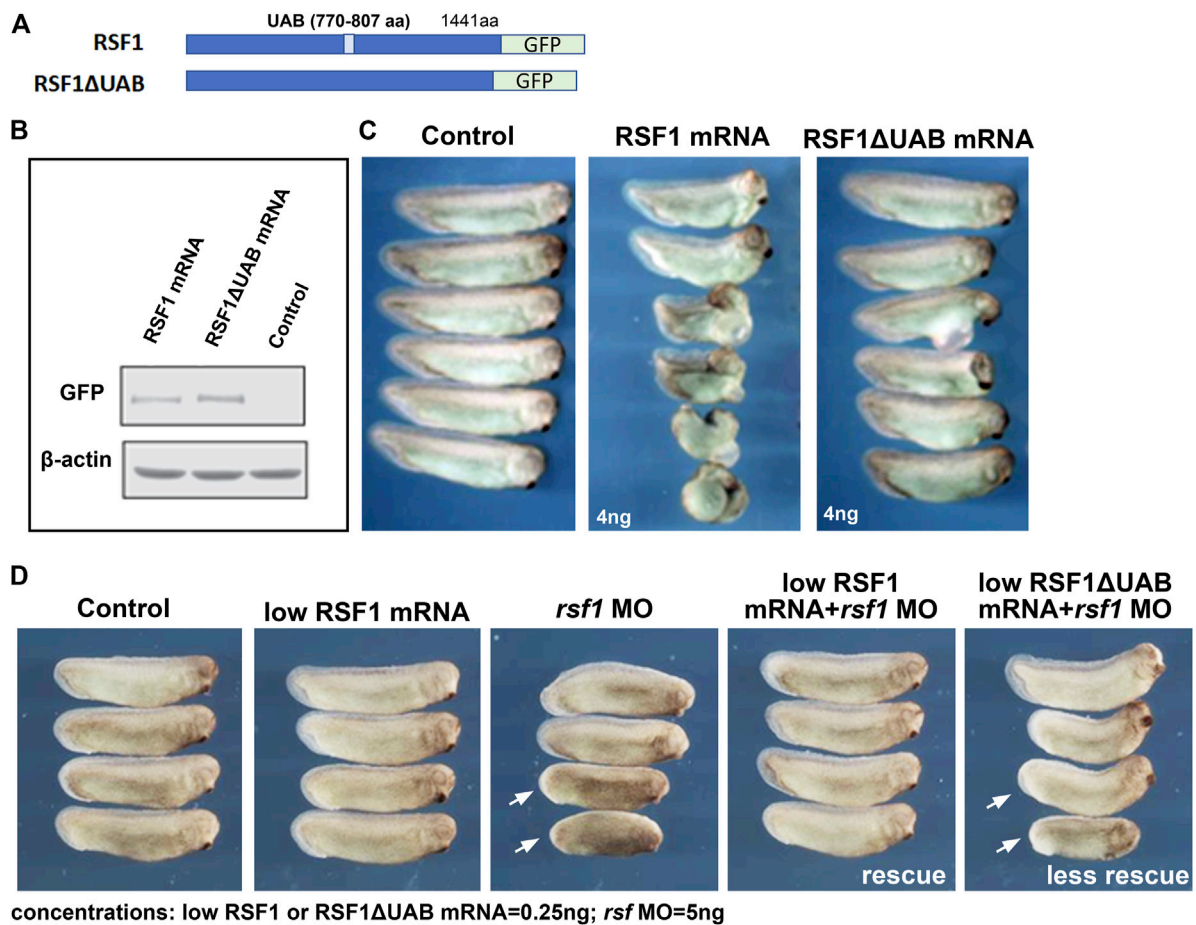 A
UAB (770-807 aa) 1441aa
RSF1
GFP
RSF1ΔUAB
GFP
B
RSF1 mRNA
RSF1ΔUAB mRNA
Control
GFP
β-actin
C
Control
RSF1 mRNA
RSF1ΔUAB mRNA
4ng
4ng
D
Control
low RSF1 mRNA
rsf1 MO
low RSF1
mRNA+rsf1 MO
low RSF1ΔUAB
mRNA+rsf1 MO
rescue
less rescue
concentrations: low RSF1 or RSF1ΔUAB mRNA=0.25ng; rsf MO=5ng